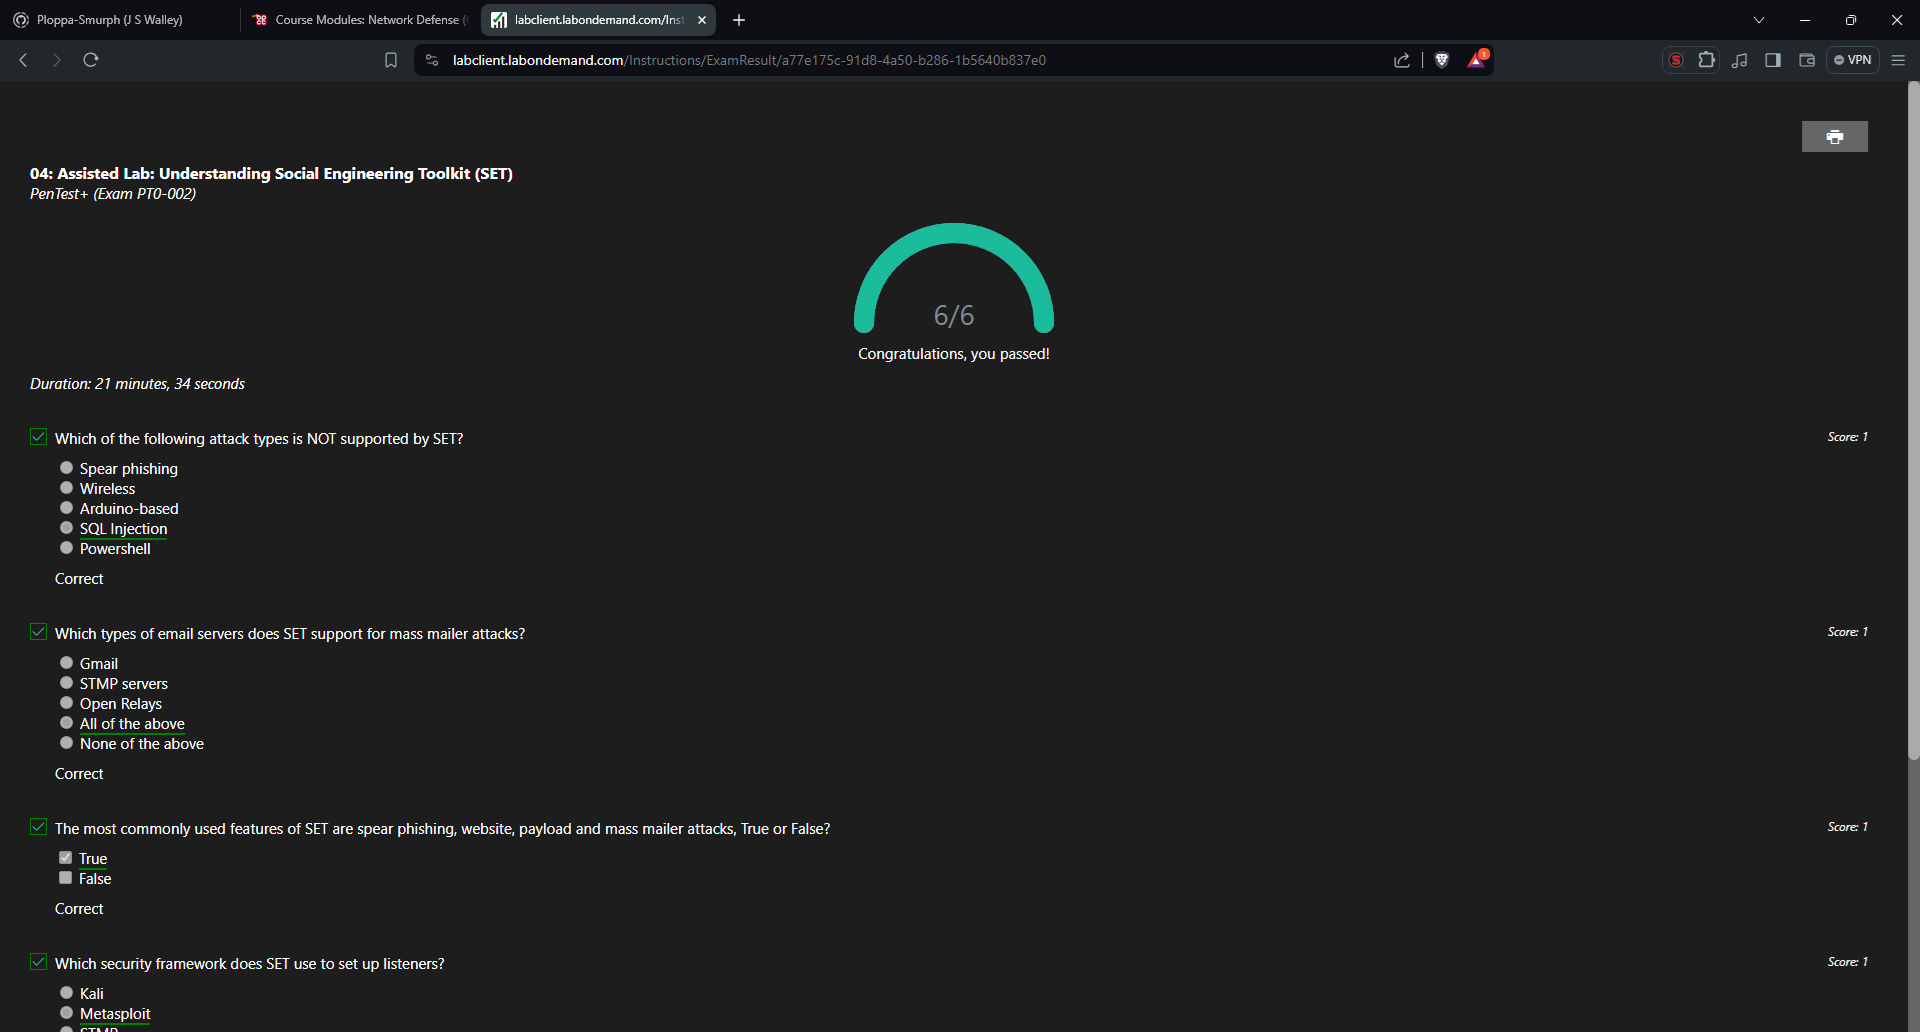 Ploppa-Smurph (J S Walley)
Course Modules: Network Defense (
labclient.labondemand.com/Inst
labclient.labondemand.com/Instructions/ExamResult/a77e175c-91d8-4a50-b286-1b5640b837e0
1
VPN
04: Assisted Lab: Understanding Social Engineering Toolkit (SET)
PenTest+ (Exam PT0-002)
6/6
Congratulations, you passed!
Duration: 21 minutes, 34 seconds
Which of the following attack types is NOT supported by SET?
Score: 1
Spear phishing
Wireless
Arduino-based
SQL Injection
Powershell
Correct
Which types of email servers does SET support for mass mailer attacks?
Score: 1
Gmail
STMP servers
Open Relays
All of the above
None of the above
Correct
The most commonly used features of SET are spear phishing, website, payload and mass mailer attacks, True or False?
Score: 1
True
False
Correct
Which security framework does SET use to set up listeners?
Score: 1
Kali
Metasploit